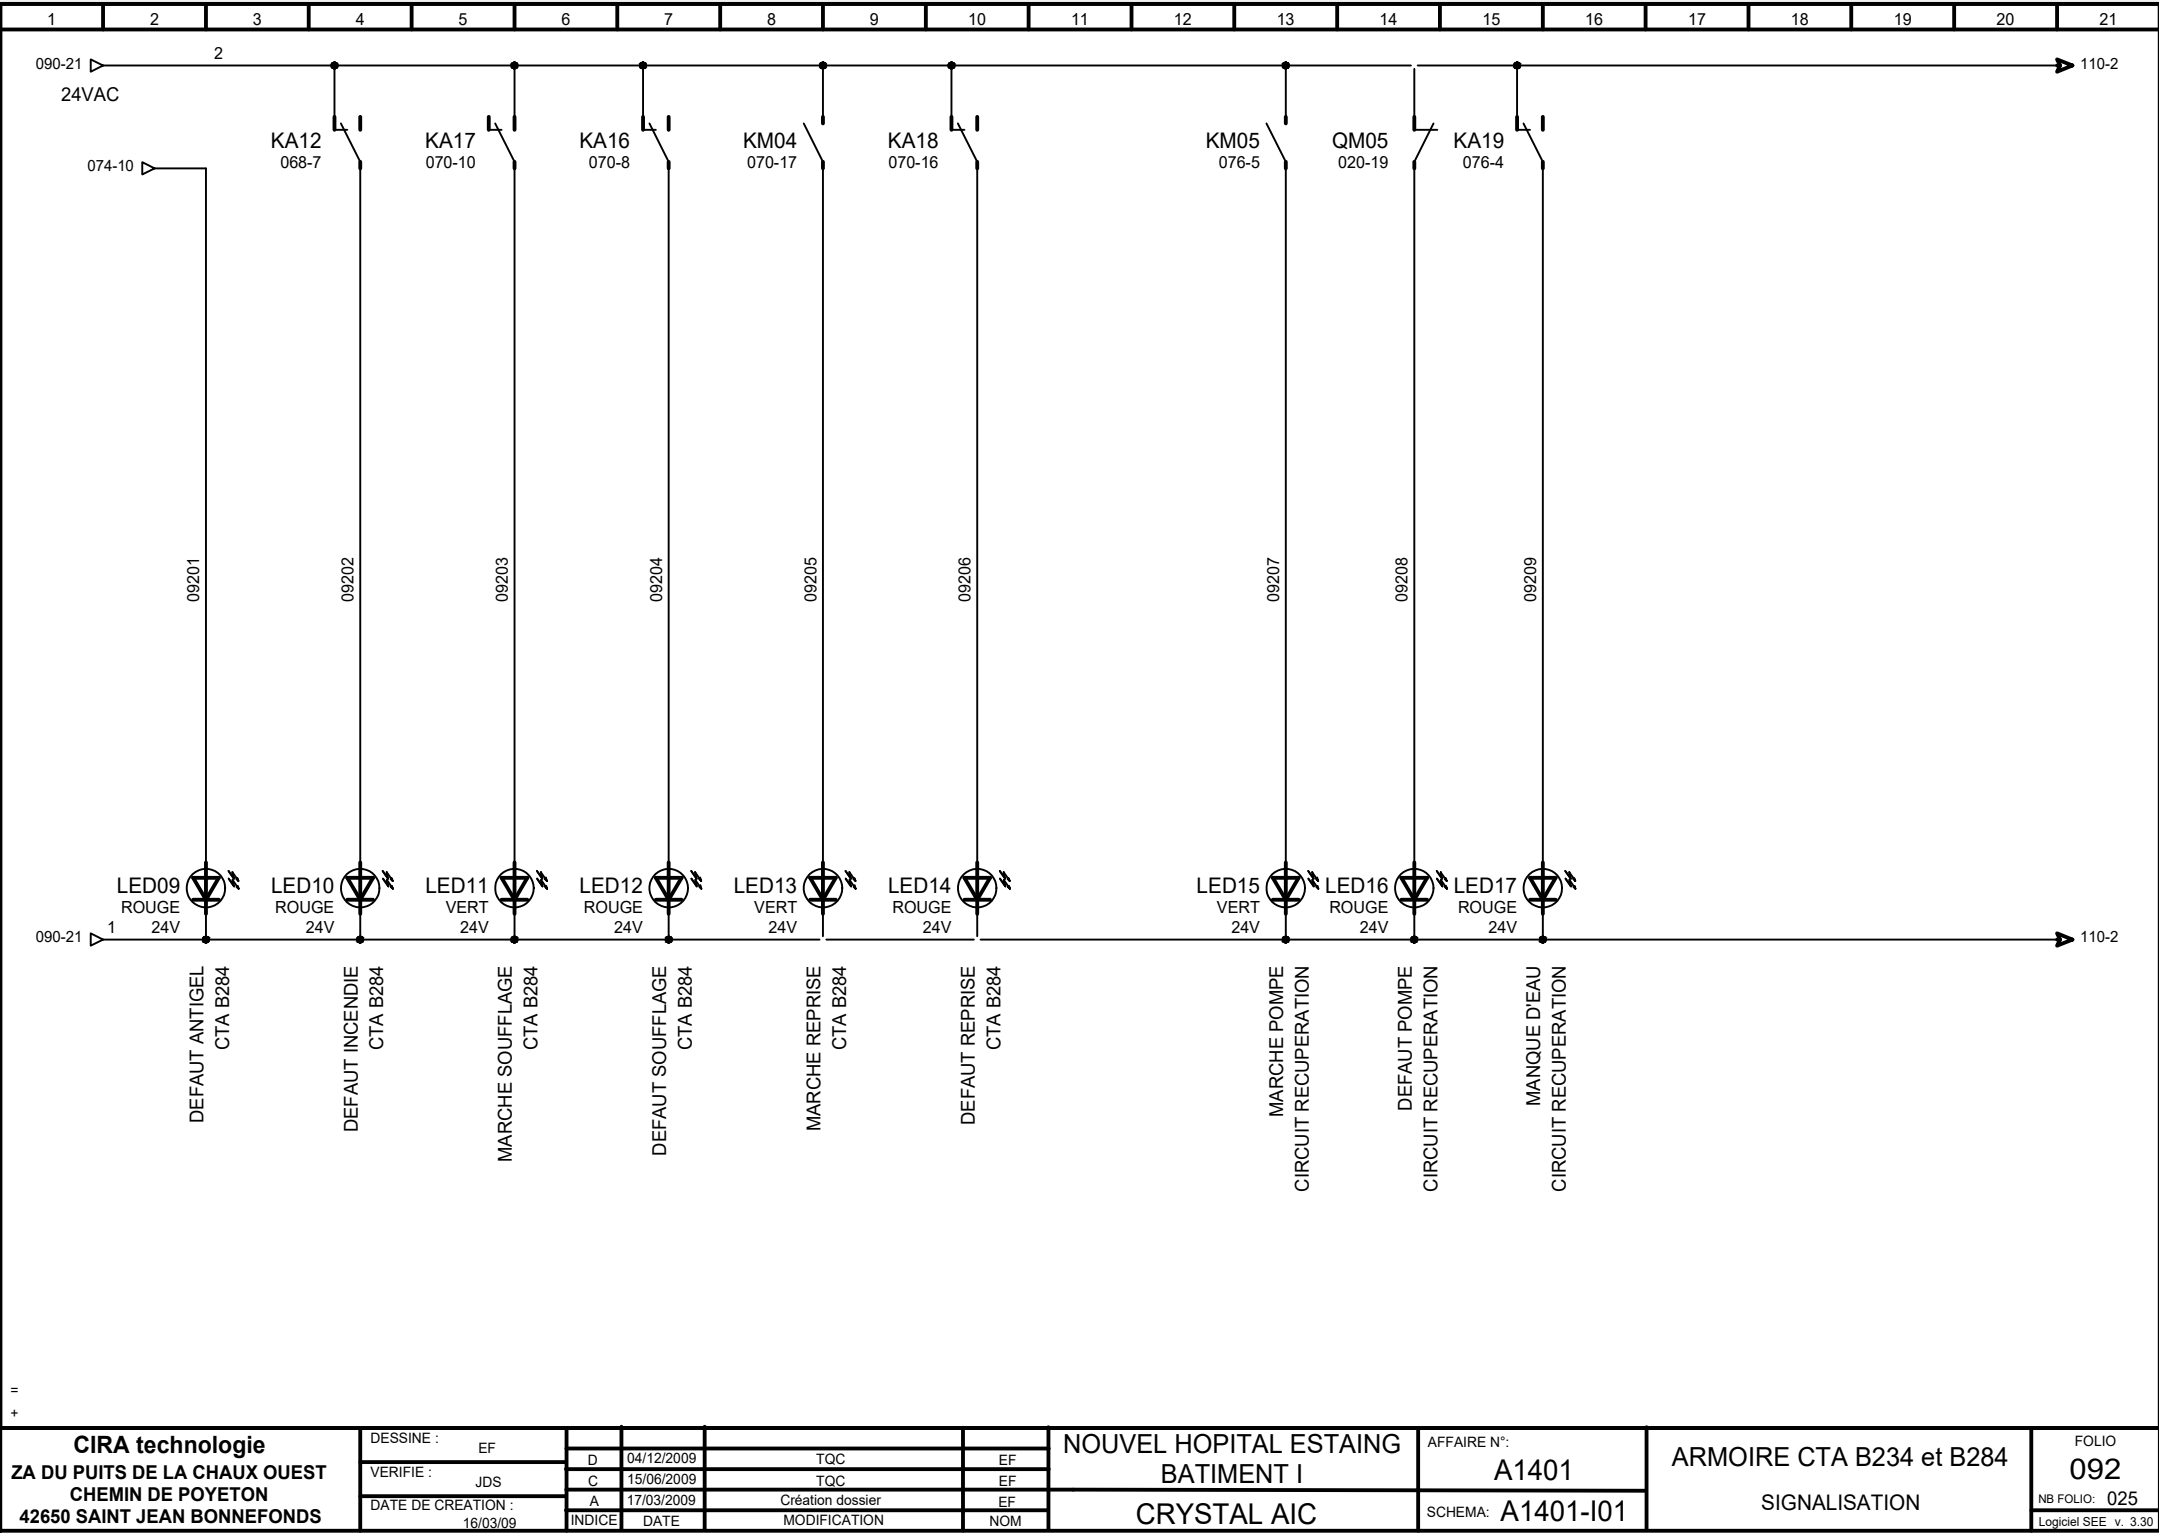 1 2 3 4 5 6 7 8 9 10 11 12 13 14 15 16 17 18 19 20 21
090-21
2
110-2
24VAC
KA12
068-7
KA17
070-10
KA16
070-8
KM04
070-17
KA18
070-16
KM05
076-5
QM05
020-19
KA19
076-4
074-10
09201
09202
09203
09204
09205
09206
09207
09208
09209
LED09
ROUGE
24V
LED10
ROUGE
24V
LED11
VERT
24V
LED12
ROUGE
24V
LED13
VERT
24V
LED14
ROUGE
24V
LED15
VERT
24V
LED16
ROUGE
24V
LED17
ROUGE
24V
090-21
1
110-2
DEFAUT ANTIGEL
CTA B284
DEFAUT INCENDIE
CTA B284
MARCHE SOUFFLAGE
CTA B284
DEFAUT SOUFFLAGE
CTA B284
MARCHE REPRISE
CTA B284
DEFAUT REPRISE
CTA B284
MARCHE POMPE
CIRCUIT RECUPERATION
DEFAUT POMPE
CIRCUIT RECUPERATION
MANQUE D'EAU
CIRCUIT RECUPERATION
=
+
CIRA technologie
ZA DU PUITS DE LA CHAUX OUEST
CHEMIN DE POYETON
42650 SAINT JEAN BONNEFONDS
DESSINE :
EF
VERIFIE :
JDS
DATE DE CREATION :
16/03/09
D 04/12/2009 TQC EF
C 15/06/2009 TQC EF
A 17/03/2009 Création dossier EF
INDICE DATE MODIFICATION NOM
NOUVEL HOPITAL ESTAING
BATIMENT I
CRYSTAL AIC
AFFAIRE N°:
A1401
SCHEMA: A1401-I01
ARMOIRE CTA B234 et B284
SIGNALISATION
FOLIO
092
NB FOLIO: 025
Logiciel SEE v. 3.30